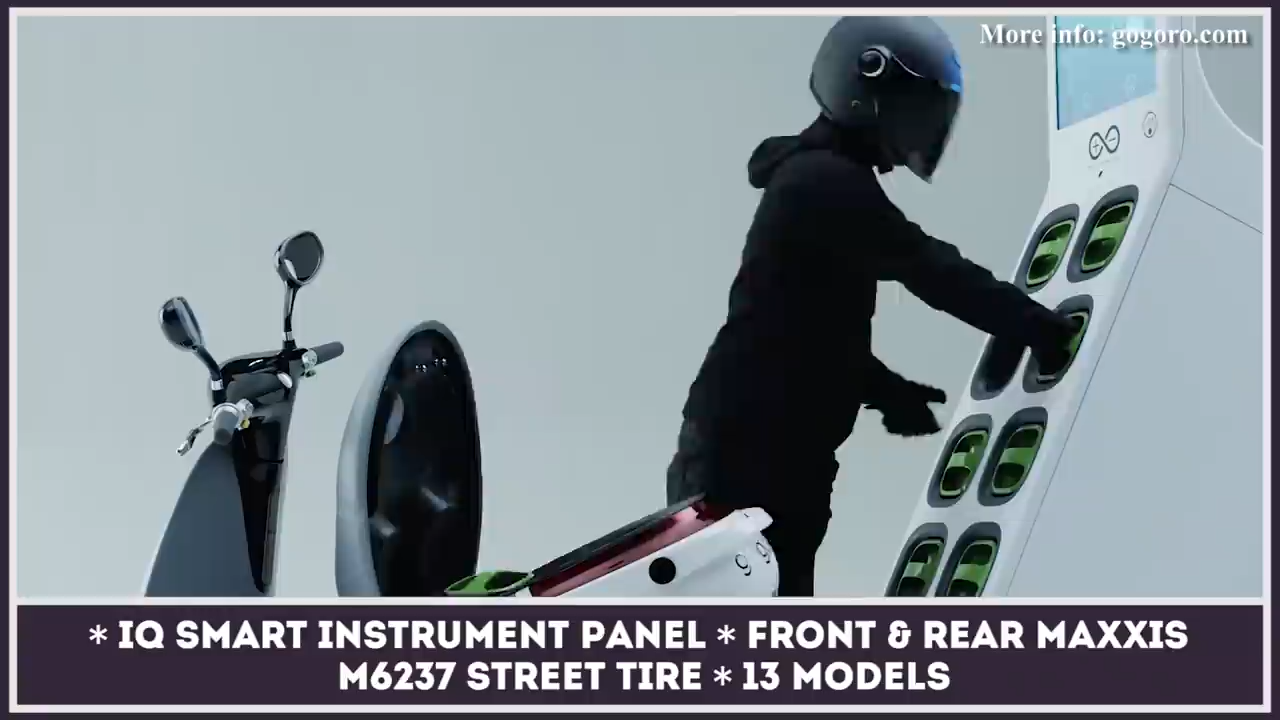 More info: gogoro.com
* IQ SMART INSTRUMENT PANEL * FRONT & REAR MAXXIS
M6237 STREET TIRE * 13 MODELS